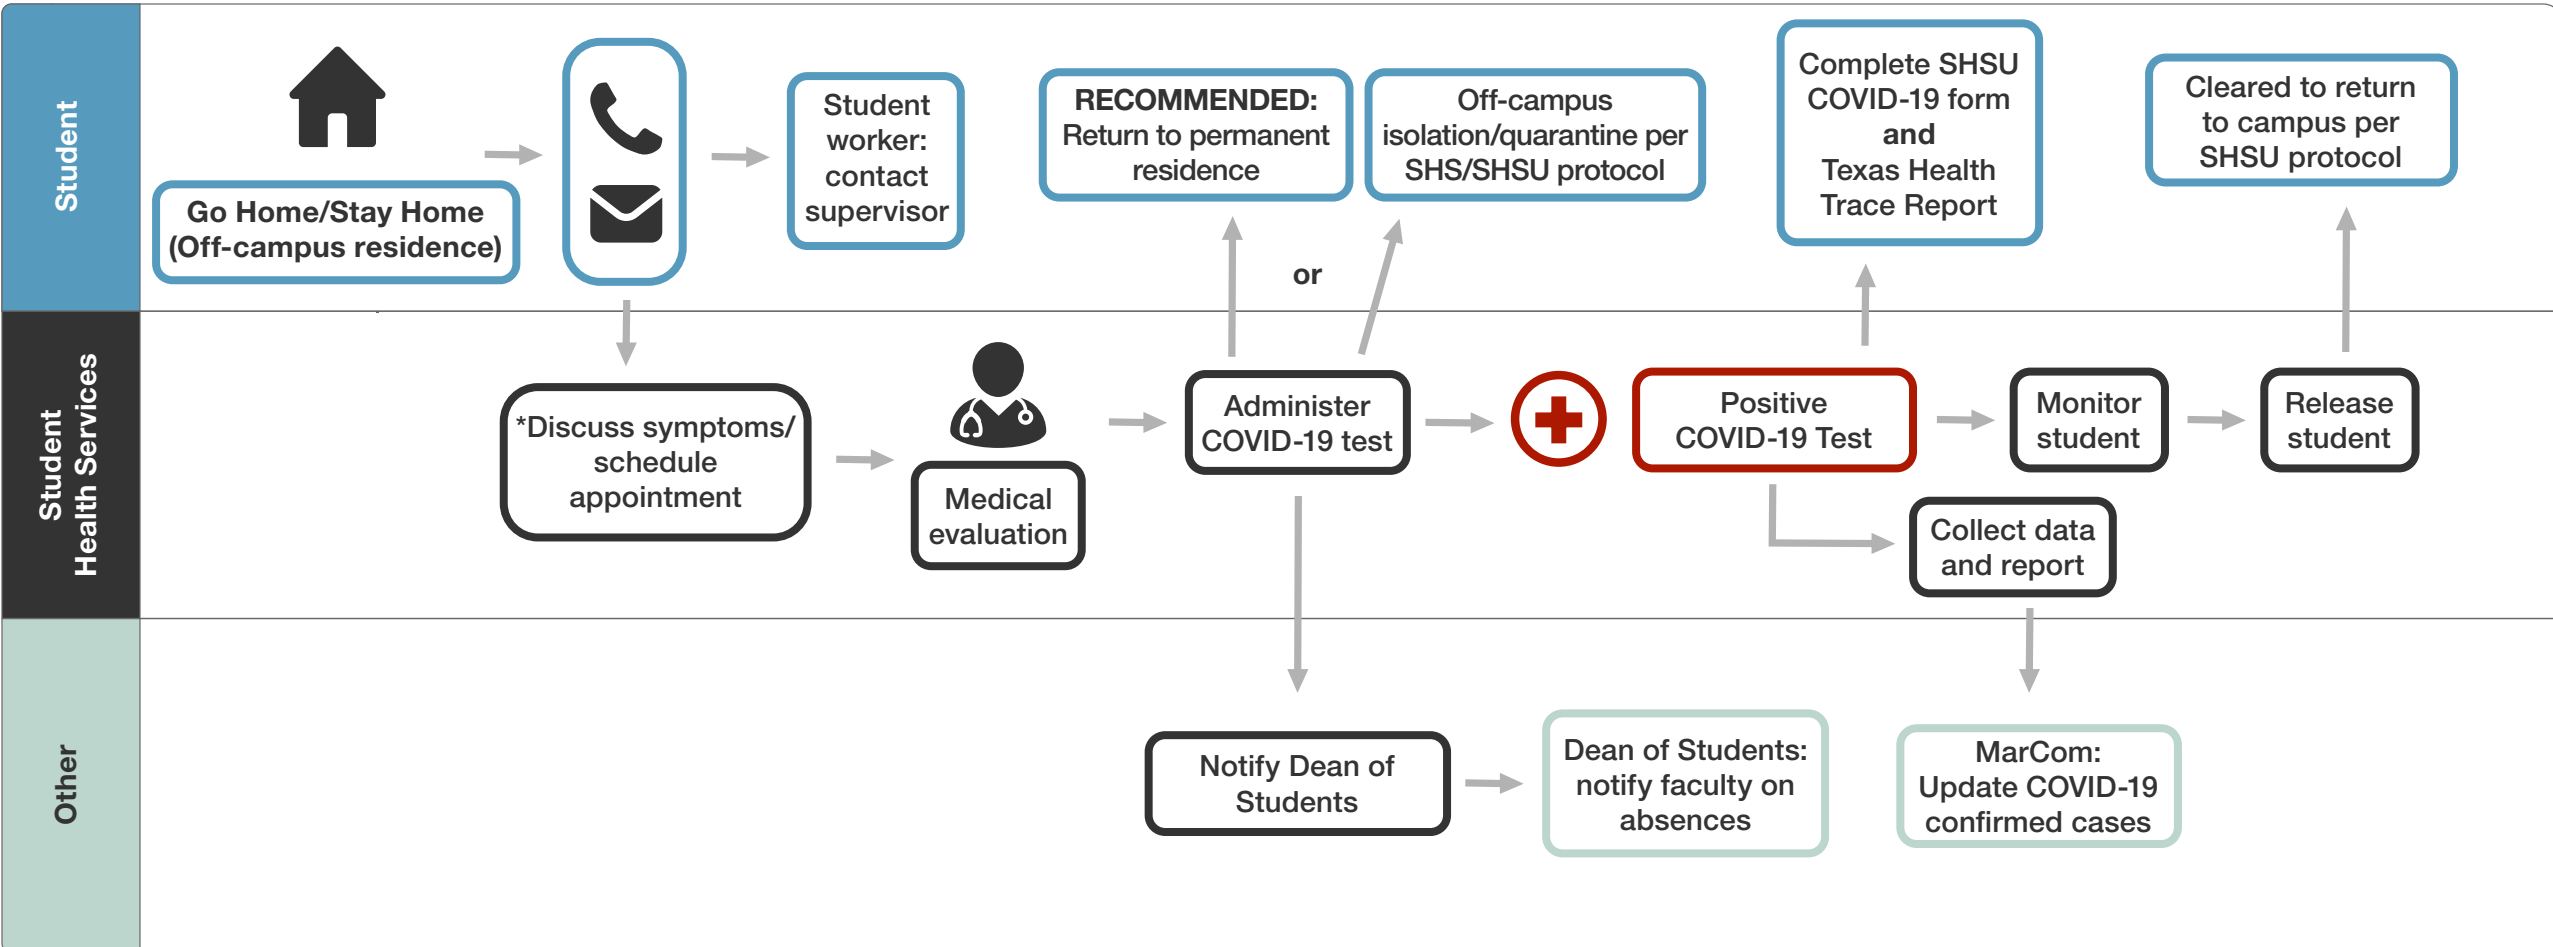 Student
Go Home/Stay Home
(Off-campus residence)
Student
worker:
contact
supervisor
RECOMMENDED:
Return to permanent
residence
or
Off-campus
isolation/quarantine per
SHS/SHSU protocol
Complete SHSU
COVID-19 form
and
Texas Health
Trace Report
Cleared to return
to campus per
SHSU protocol
Student
Health Services
*Discuss symptoms/
schedule
appointment
Medical
evaluation
Administer
COVID-19 test
Positive
COVID-19 Test
Monitor
student
Release
student
Collect data
and report
Other
Notify Dean of
Students
Dean of Students:
notify faculty on
absences
MarCom:
Update COVID-19
confirmed cases